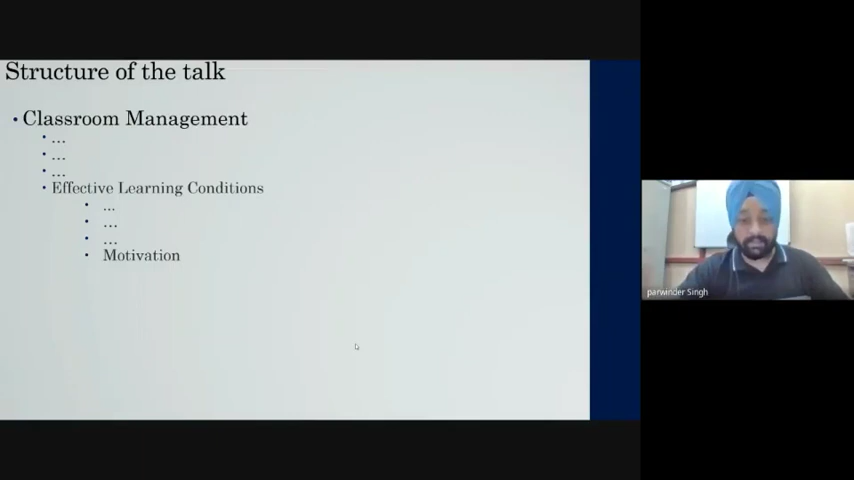 Structure of the talk
• Classroom Management
• ...
• ...
• ...
• Effective Learning Conditions
• ...
• ...
• ...
• Motivation
parwinder Singh